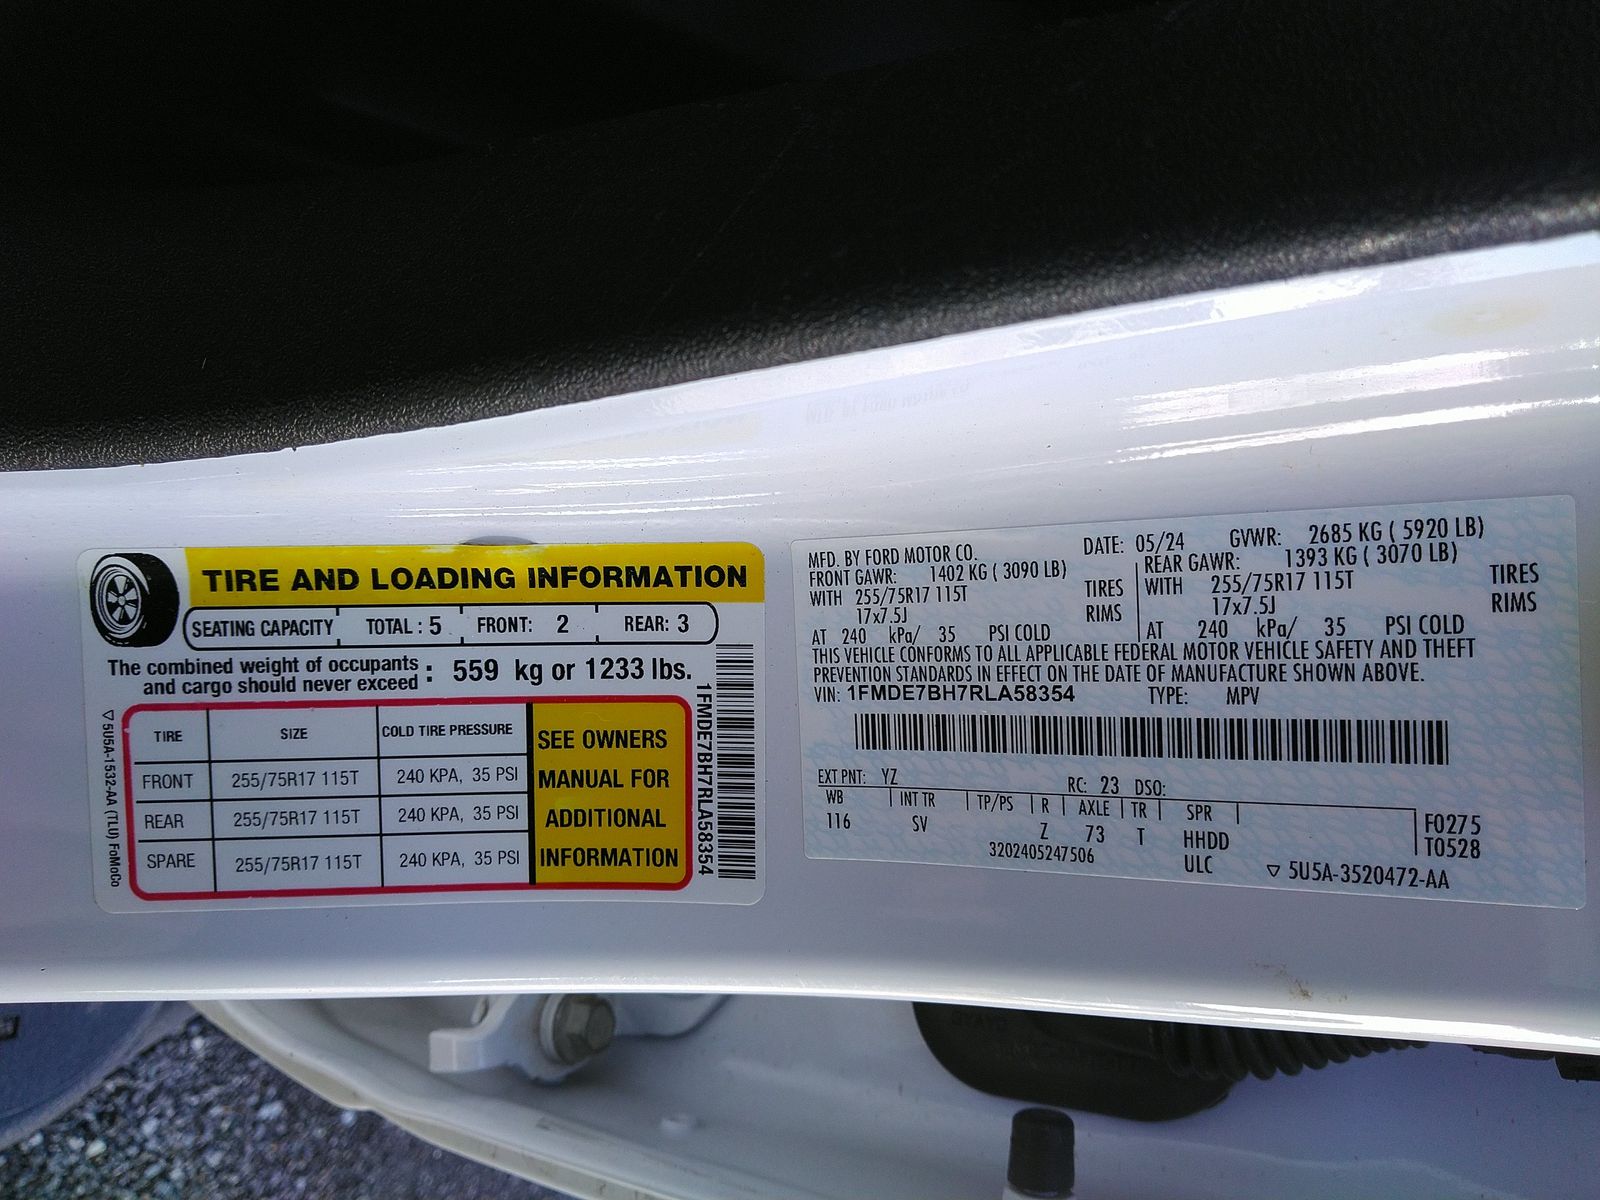 TIRE AND LOADING INFORMATION
SEATING CAPACITY TOTAL : 5 FRONT: 2 REAR: 3
The combined weight of occupants
and cargo should never exceed : 559 kg or 1233 lbs.
TIRE SIZE COLD TIRE PRESSURE
FRONT 255/75R17 115T 240 KPA, 35 PSI
REAR 255/75R17 115T 240 KPA, 35 PSI
SPARE 255/75R17 115T 240 KPA, 35 PSI
SEE OWNERS
MANUAL FOR
ADDITIONAL
INFORMATION
1FMDE7BH7RLA58354
▽ 5U5A-1532-AA (TLU) FoMoCo
MFD. BY FORD MOTOR CO. DATE: 05/24 GVWR: 2685 KG ( 5920 LB)
FRONT GAWR: 1402 KG ( 3090 LB) REAR GAWR: 1393 KG ( 3070 LB)
WITH 255/75R17 115T TIRES WITH 255/75R17 115T TIRES
17x7.5J RIMS 17x7.5J RIMS
AT 240 kPa/ 35 PSI COLD AT 240 kPa/ 35 PSI COLD
THIS VEHICLE CONFORMS TO ALL APPLICABLE FEDERAL MOTOR VEHICLE SAFETY AND THEFT
PREVENTION STANDARDS IN EFFECT ON THE DATE OF MANUFACTURE SHOWN ABOVE.
VIN: 1FMDE7BH7RLA58354 TYPE: MPV
EXT PNT: YZ RC: 23 DSO:
WB INT TR TP/PS R AXLE TR SPR F0275
116 SV Z 73 T HHDD T0528
3202405247506 ULC ▽ 5U5A-3520472-AA